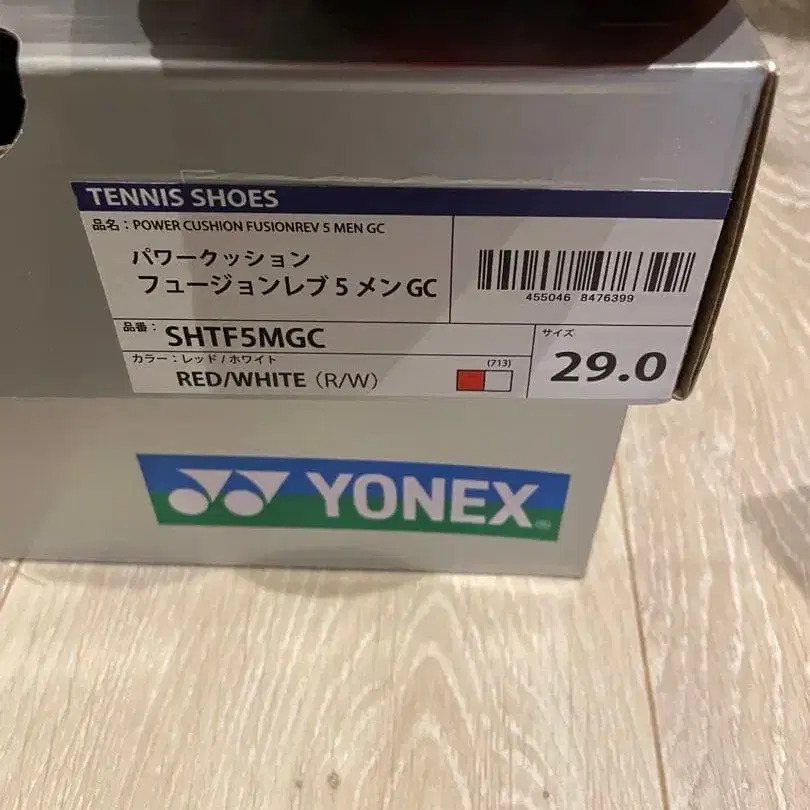 TENNIS SHOES
品名：POWER CUSHION FUSIONREV 5 MEN GC
パワークッション
フュージョンレブ 5 メン GC
455046 8476399
品番：
SHTF5MGC
カラー：レッド / ホワイト
RED/WHITE（R/W）
(713)
サイズ
29.0
YONEX®